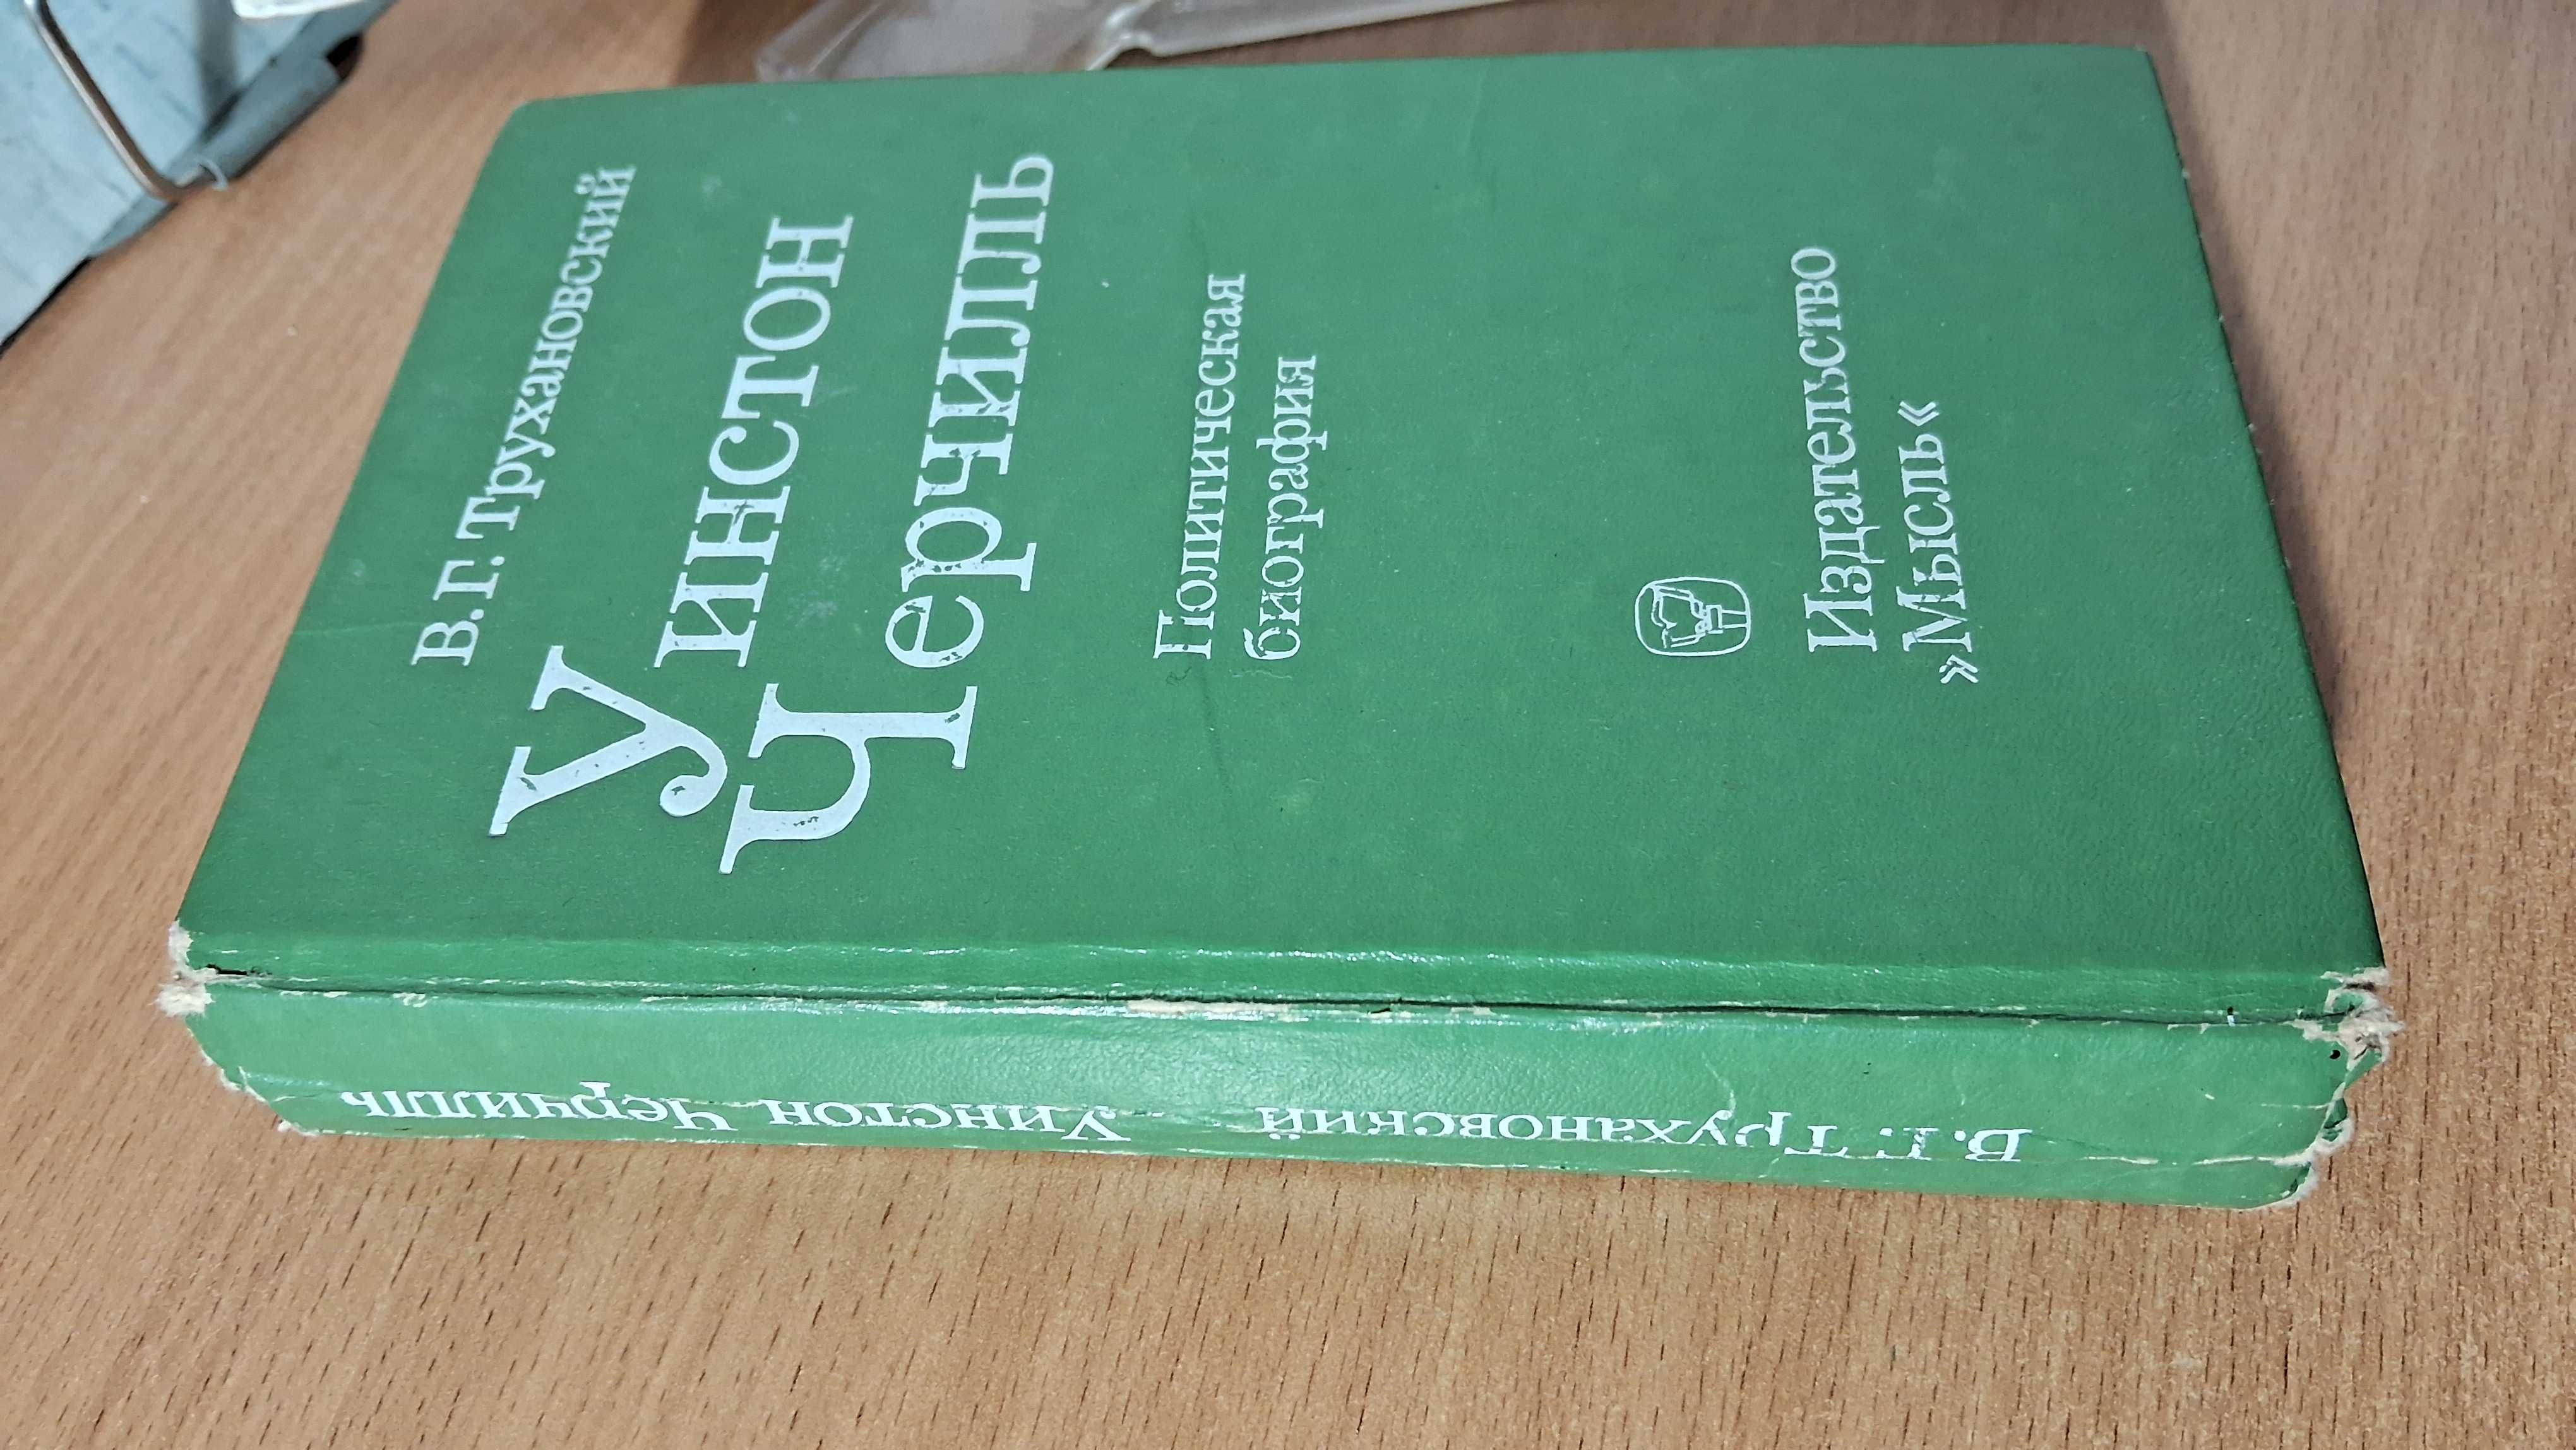 В.Г. Трухановский
Уинстон
Черчилль
Политическая
биография
Издательство
»Мысль«
В.Г. Трухановский Уинстон Черчилль